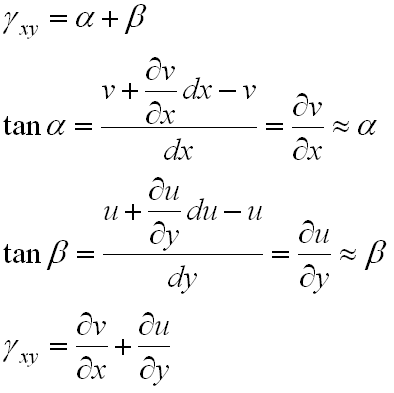 γ_xy = α + β
tan α = (v + ∂v/∂x dx − v)/dx = ∂v/∂x ≈ α
tan β = (u + ∂u/∂y du − u)/dy = ∂u/∂y ≈ β
γ_xy = ∂v/∂x + ∂u/∂y